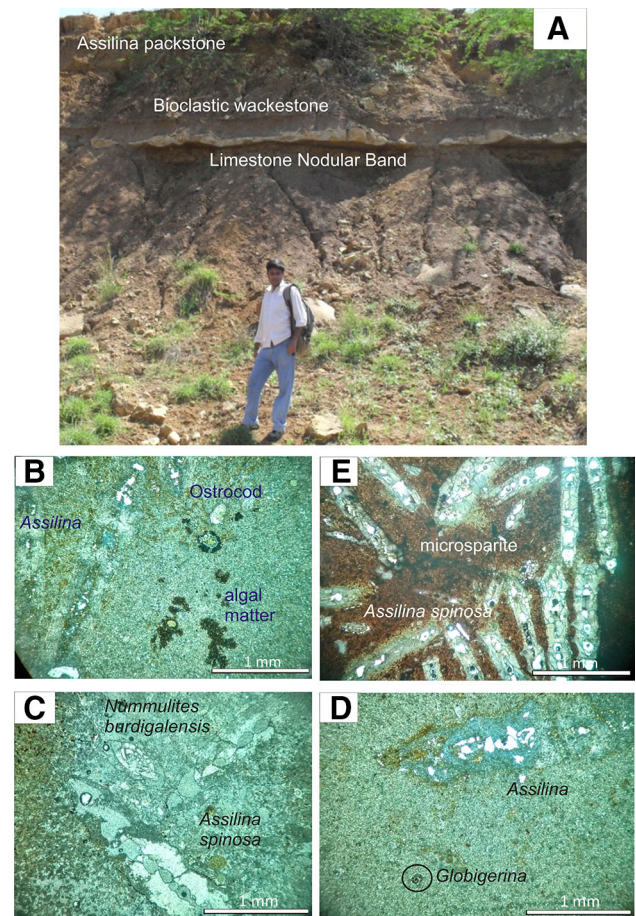 A
Assilina packstone
Bioclastic wackestone
Limestone Nodular Band
B
Ostrocod
Assilina
algal
matter
1 mm
E
microsparite
Assilina spinosa
1 mm
C
Nummulites
burdigalensis
Assilina
spinosa
1 mm
D
Assilina
Globigerina
1 mm